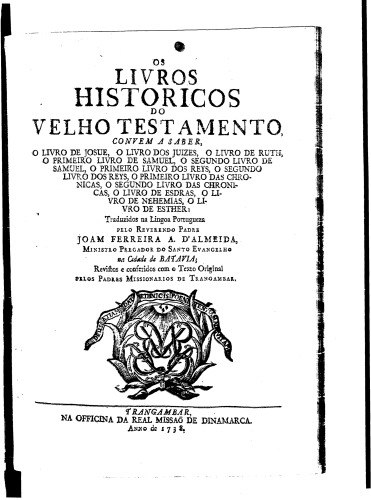 OS
LIVROS
HISTORICOS
DO
VELHO TESTAMENTO,
CONVEM A SABER,
O LIVRO DE JOSUE, O LIVRO DOS JUIZES, O LIVRO DE RUTH,
O PRIMEIRO LIVRO DE SAMUEL, O SEGUNDO LIVRO DE
SAMUEL, O PRIMEIRO LIVRO DOS REYS, O SEGUNDO
LIVRO DOS REYS, O PRIMEIRO LIVRO DAS CHRO-
NICAS, O SEGUNDO LIVRO DAS CHRONI-
CAS, O LIVRO DE ESDRAS, O LI-
VRO DE NEHEMIAS, O LI-
VRO DE ESTHER:
Traduzidos na Lingoa Portugueza
PELO REVERENDO PADRE
JOAM FERREIRA A. D'ALMEIDA,
MINISTRO PREGADOR DO SANTO EVANGELHO
na Cidade de BATAVIA;
Revistos e conferidos com o Texto Original
PELOS PADRES MISSIONARIOS DE TRANGAMBAR.
TRANGAMBAR,
NA OFFICINA DA REAL MISSAÕ DE DINAMARCA.
ANNO de 1738.